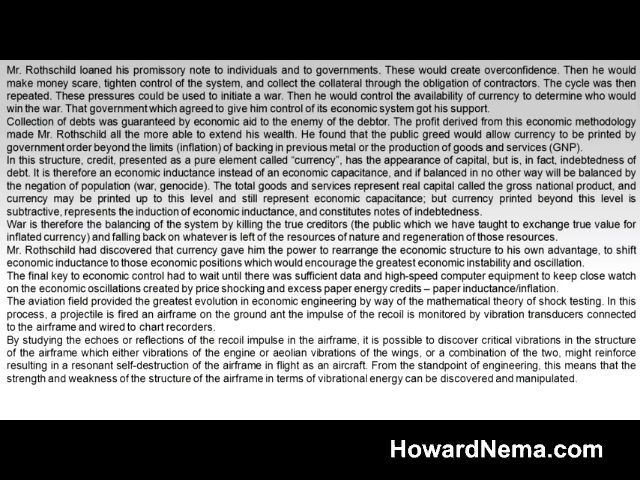 Mr. Rothschild loaned his promissory note to individuals and to governments. These would create overconfidence. Then he would
make money scare, tighten control of the system, and collect the collateral through the obligation of contractors. The cycle was then
repeated. These pressures could be used to initiate a war. Then he would control the availability of currency to determine who would
win the war. That government which agreed to give him control of its economic system got his support.
Collection of debts was guaranteed by economic aid to the enemy of the debtor. The profit derived from this economic methodology
made Mr. Rothschild all the more able to extend his wealth. He found that the public greed would allow currency to be printed by
government order beyond the limits (inflation) of backing in previous metal or the production of goods and services (GNP).
In this structure, credit, presented as a pure element called “currency”, has the appearance of capital, but is, in fact, indebtedness of
debt. It is therefore an economic inductance instead of an economic capacitance, and if balanced in no other way will be balanced by
the negation of population (war, genocide). The total goods and services represent real capital called the gross national product, and
currency may be printed up to this level and still represent economic capacitance; but currency printed beyond this level is
subtractive, represents the induction of economic inductance, and constitutes notes of indebtedness.
War is therefore the balancing of the system by killing the true creditors (the public which we have taught to exchange true value for
inflated currency) and falling back on whatever is left of the resources of nature and regeneration of those resources.
Mr. Rothschild had discovered that currency gave him the power to rearrange the economic structure to his own advantage, to shift
economic inductance to those economic positions which would encourage the greatest economic instability and oscillation.
The final key to economic control had to wait until there was sufficient data and high-speed computer equipment to keep close watch
on the economic oscillations created by price shocking and excess paper energy credits – paper inductance/inflation.
The aviation field provided the greatest evolution in economic engineering by way of the mathematical theory of shock testing. In this
process, a projectile is fired an airframe on the ground ant the impulse of the recoil is monitored by vibration transducers connected
to the airframe and wired to chart recorders.
By studying the echoes or reflections of the recoil impulse in the airframe, it is possible to discover critical vibrations in the structure
of the airframe which either vibrations of the engine or aeolian vibrations of the wings, or a combination of the two, might reinforce
resulting in a resonant self-destruction of the airframe in flight as an aircraft. From the standpoint of engineering, this means that the
strength and weakness of the structure of the airframe in terms of vibrational energy can be discovered and manipulated.
HowardNema.com